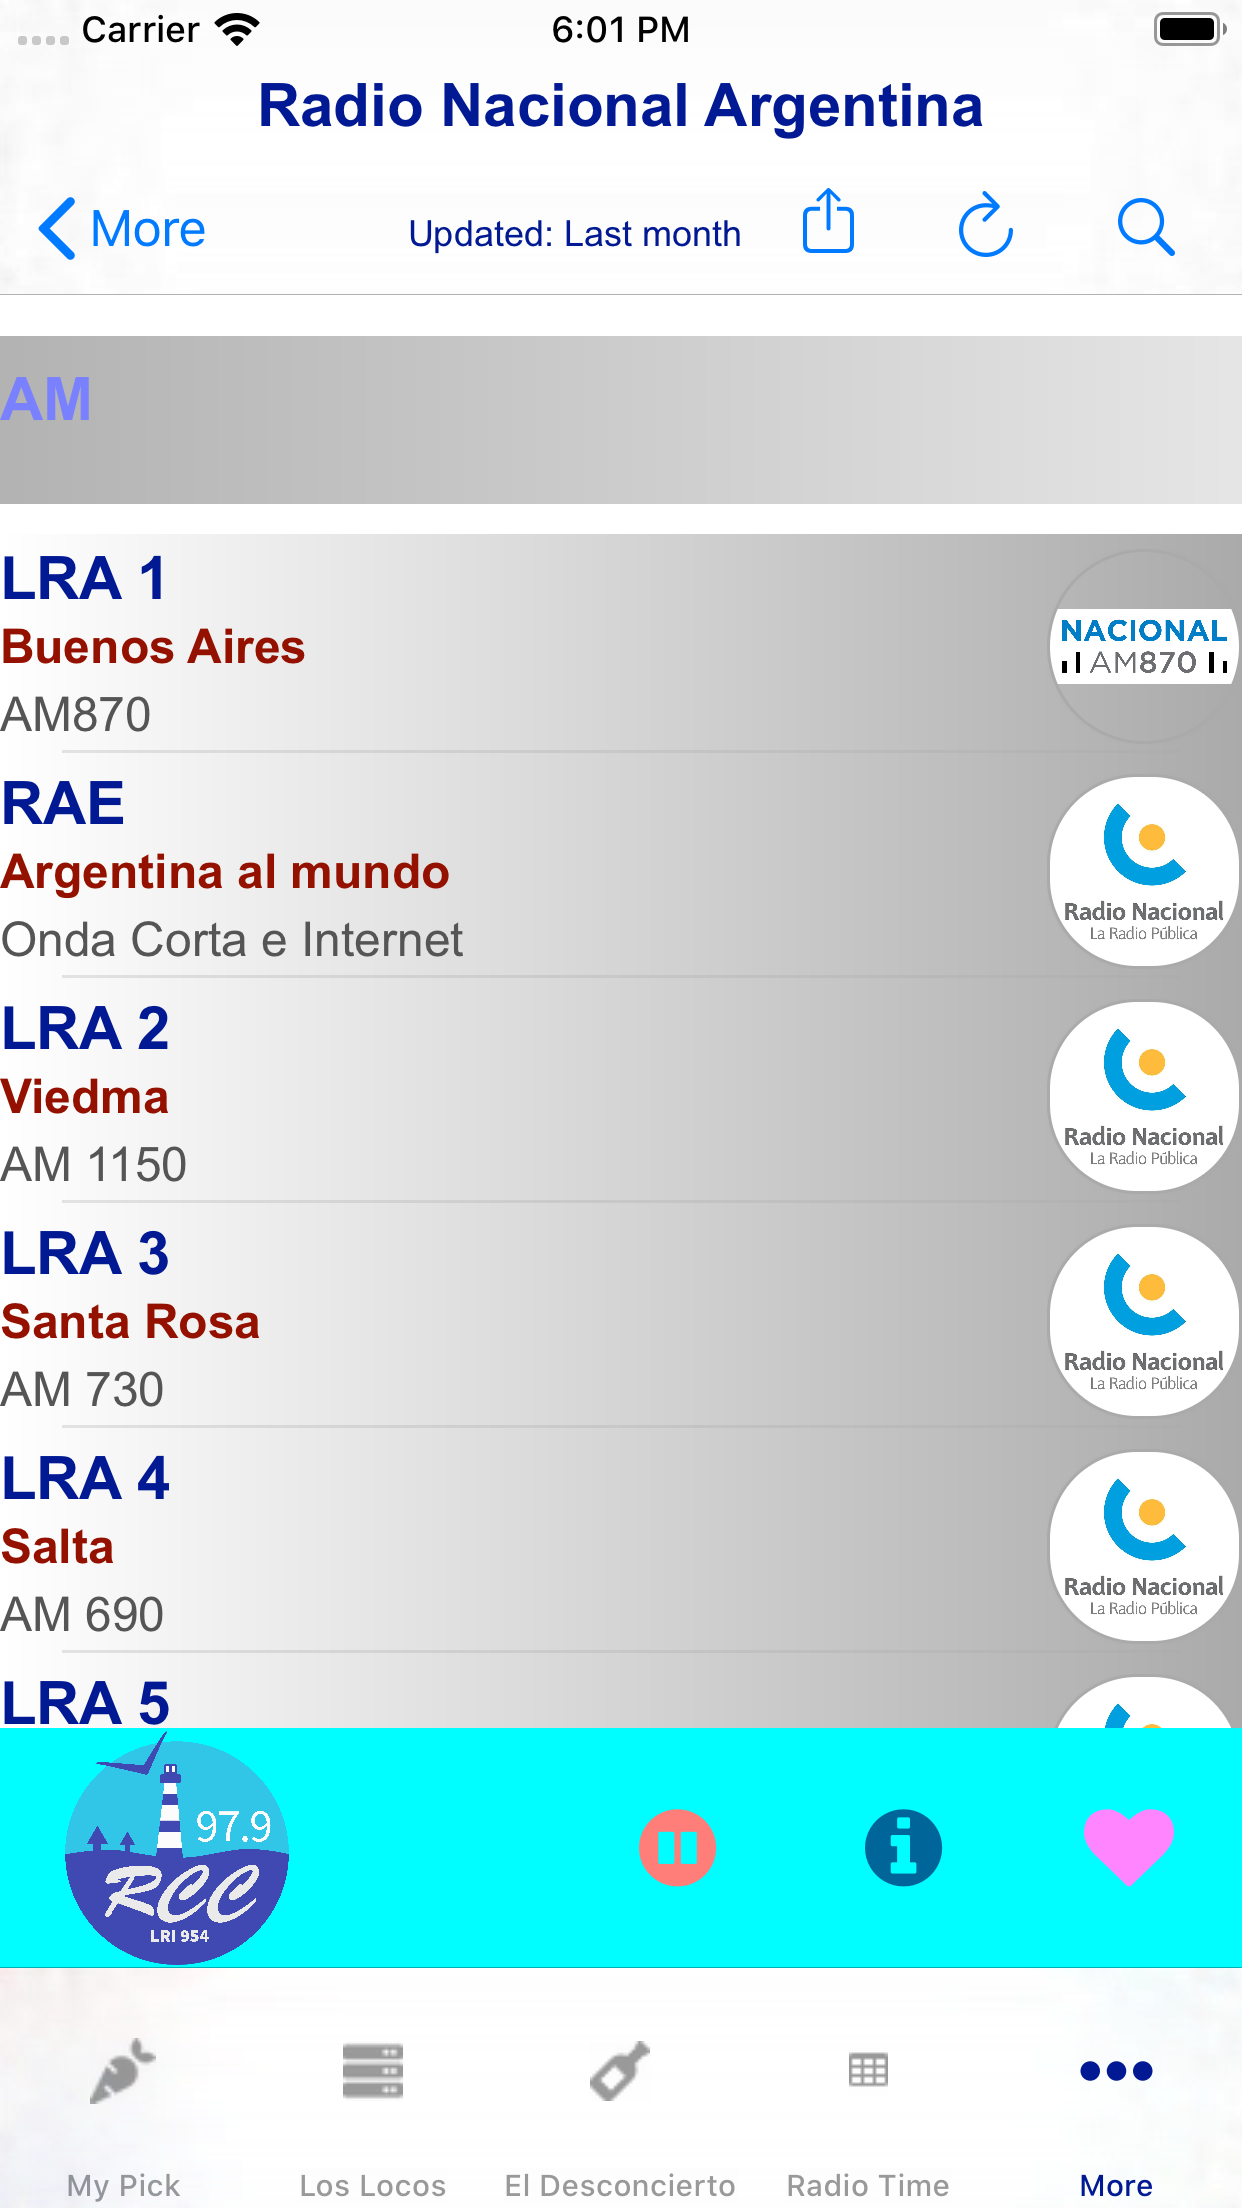 Carrier 6:01 PM
Radio Nacional Argentina
More Updated: Last month
AM
LRA 1
Buenos Aires
AM870
NACIONAL
AM870
RAE
Argentina al mundo
Onda Corta e Internet
Radio Nacional
La Radio Pública
LRA 2
Viedma
AM 1150
Radio Nacional
La Radio Pública
LRA 3
Santa Rosa
AM 730
Radio Nacional
La Radio Pública
LRA 4
Salta
AM 690
Radio Nacional
La Radio Pública
LRA 5
97.9
RCC
LRI 954
My Pick Los Locos El Desconcierto Radio Time More